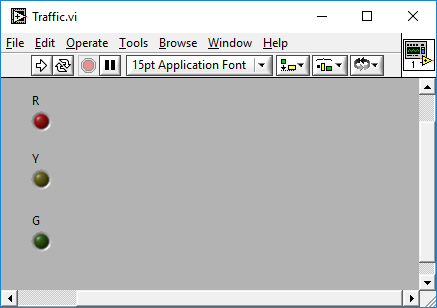 Traffic.vi
File Edit Operate Tools Browse Window Help
15pt Application Font
1
R
Y
G